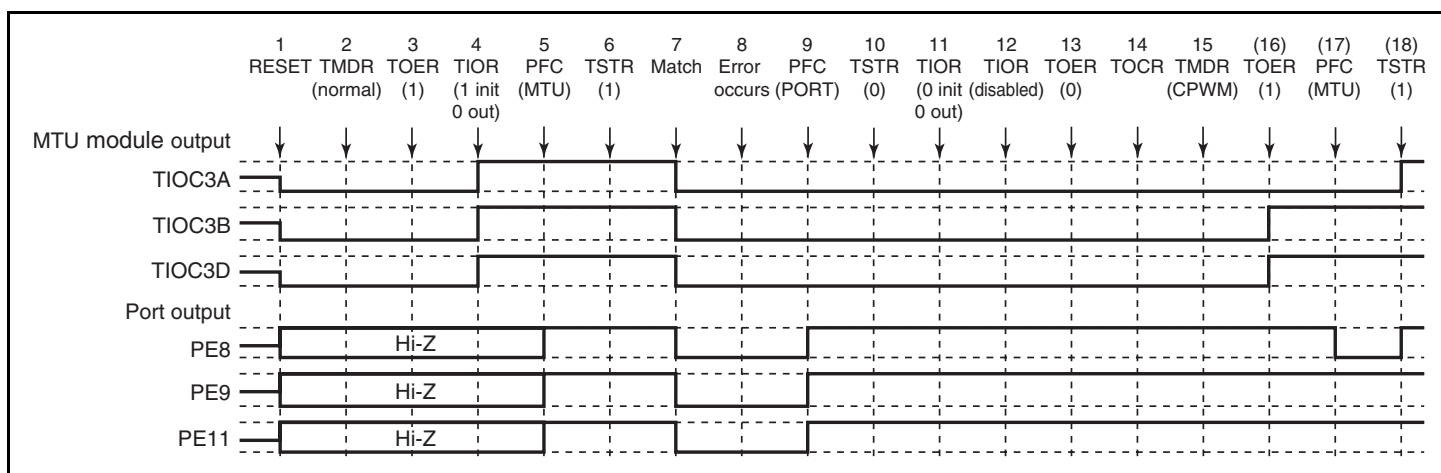 1 2 3 4 5 6 7 8 9 10 11 12 13 14 15 (16) (17) (18)
RESET TMDR TOER TIOR PFC TSTR Match Error PFC TSTR TIOR TIOR TOER TOCR TMDR TOER PFC TSTR
(normal) (1) (1 init (MTU) (1) occurs (PORT) (0) (0 init (disabled) (0) (CPWM) (1) (MTU) (1)
0 out) 0 out)
MTU module output
TIOC3A
TIOC3B
TIOC3D
Port output
PE8 Hi-Z
PE9 Hi-Z
PE11 Hi-Z